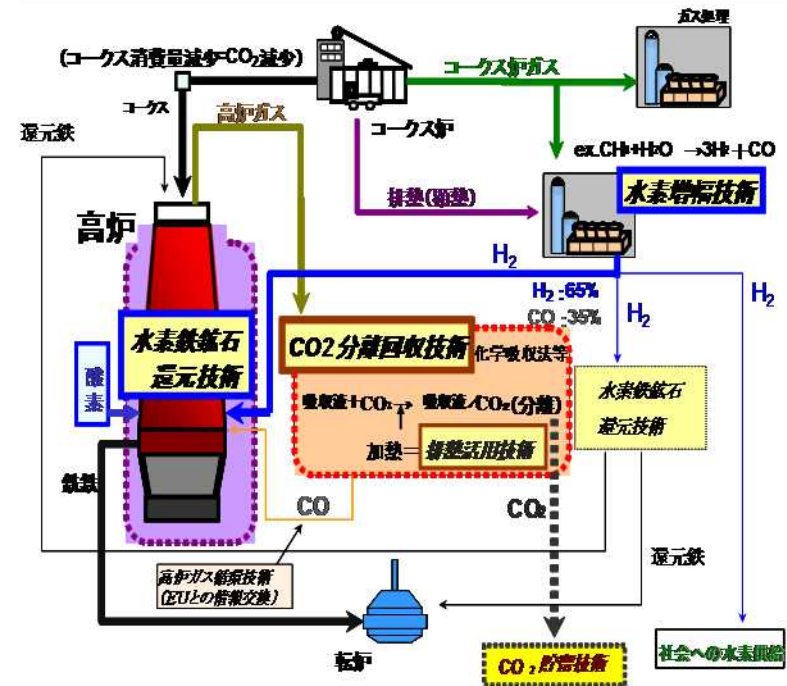 ガス処理
(コークス消費量減少=CO₂減少)
コークス炉ガス
コークス
高炉ガス
コークス炉
還元鉄
ex.CH₄+H₂O →3H₂+CO
水素増幅技術
排熱(顕熱)
高炉
H₂
H₂:65%
CO:35%
H₂
H₂
水素鉄鉱石
還元技術
CO2分離回収技術
化学吸収法等
酸素
吸収液+CO₂→ 吸収液/CO₂(分離)
水素鉄鉱石
還元技術
加熱=
排熱活用技術
CO
CO₂
還元鉄
高炉ガス循環技術
(EUとの情報交換)
転炉
CO₂貯留技術
社会への水素供給